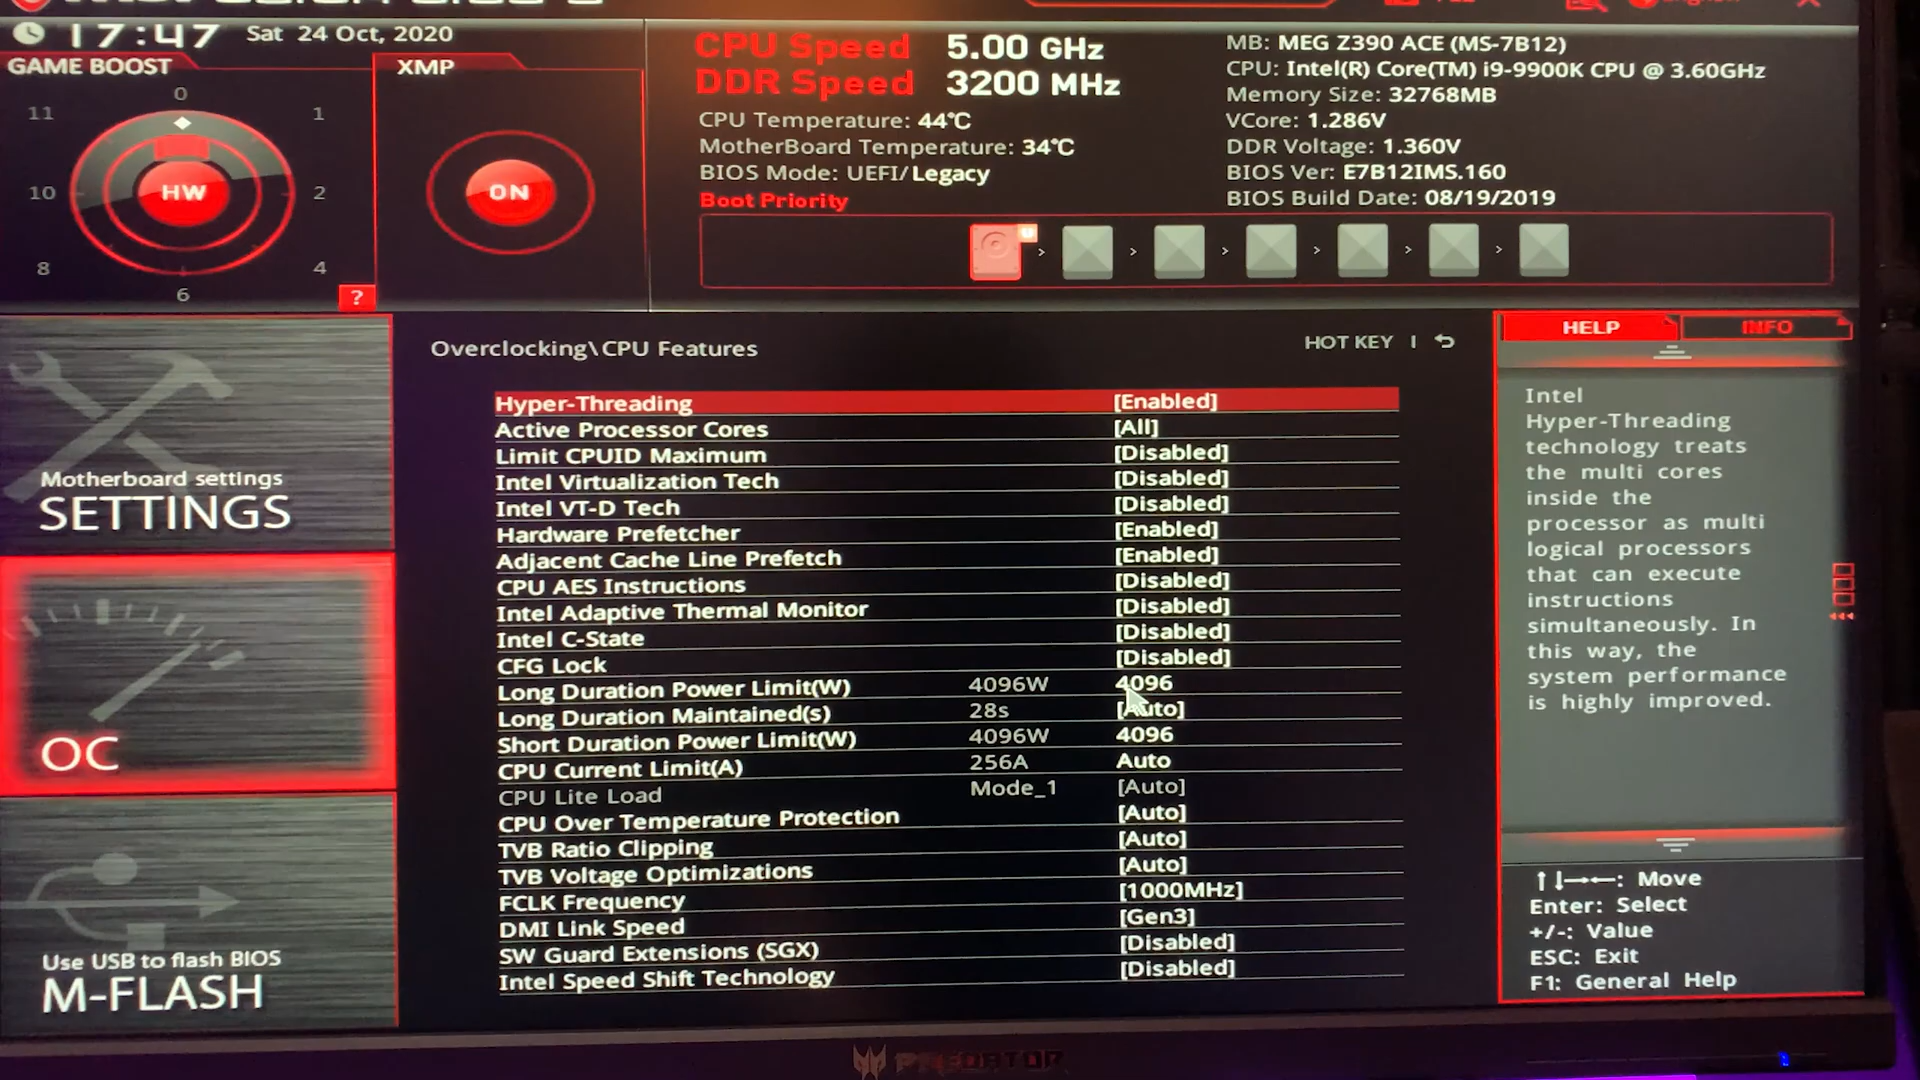 17:47 Sat 24 Oct, 2020
GAME BOOST
XMP
0
1
2
4
6
8
10
11
HW
ON
?
CPU Speed 5.00 GHz
DDR Speed 3200 MHz
CPU Temperature: 44℃
MotherBoard Temperature: 34℃
BIOS Mode: UEFI/Legacy
Boot Priority
MB: MEG Z390 ACE (MS-7B12)
CPU: Intel(R) Core(TM) i9-9900K CPU @ 3.60GHz
Memory Size: 32768MB
VCore: 1.286V
DDR Voltage: 1.360V
BIOS Ver: E7B12IMS.160
BIOS Build Date: 08/19/2019
U
> > > > > >
Motherboard settings
SETTINGS
OC
Use USB to flash BIOS
M-FLASH
Overclocking\CPU Features
HOT KEY |
Hyper-Threading [Enabled]
Active Processor Cores [All]
Limit CPUID Maximum [Disabled]
Intel Virtualization Tech [Disabled]
Intel VT-D Tech [Disabled]
Hardware Prefetcher [Enabled]
Adjacent Cache Line Prefetch [Enabled]
CPU AES Instructions [Disabled]
Intel Adaptive Thermal Monitor [Disabled]
Intel C-State [Disabled]
CFG Lock [Disabled]
Long Duration Power Limit(W) 4096W 4096
Long Duration Maintained(s) 28s [Auto]
Short Duration Power Limit(W) 4096W 4096
CPU Current Limit(A) 256A Auto
CPU Lite Load Mode_1 [Auto]
CPU Over Temperature Protection [Auto]
TVB Ratio Clipping [Auto]
TVB Voltage Optimizations [Auto]
FCLK Frequency [1000MHz]
DMI Link Speed [Gen3]
SW Guard Extensions (SGX) [Disabled]
Intel Speed Shift Technology [Disabled]
HELP
INFO
Intel
Hyper-Threading
technology treats
the multi cores
inside the
processor as multi
logical processors
that can execute
instructions
simultaneously. In
this way, the
system performance
is highly improved.
↑↓→←: Move
Enter: Select
+/-: Value
ESC: Exit
F1: General Help
PREDATOR